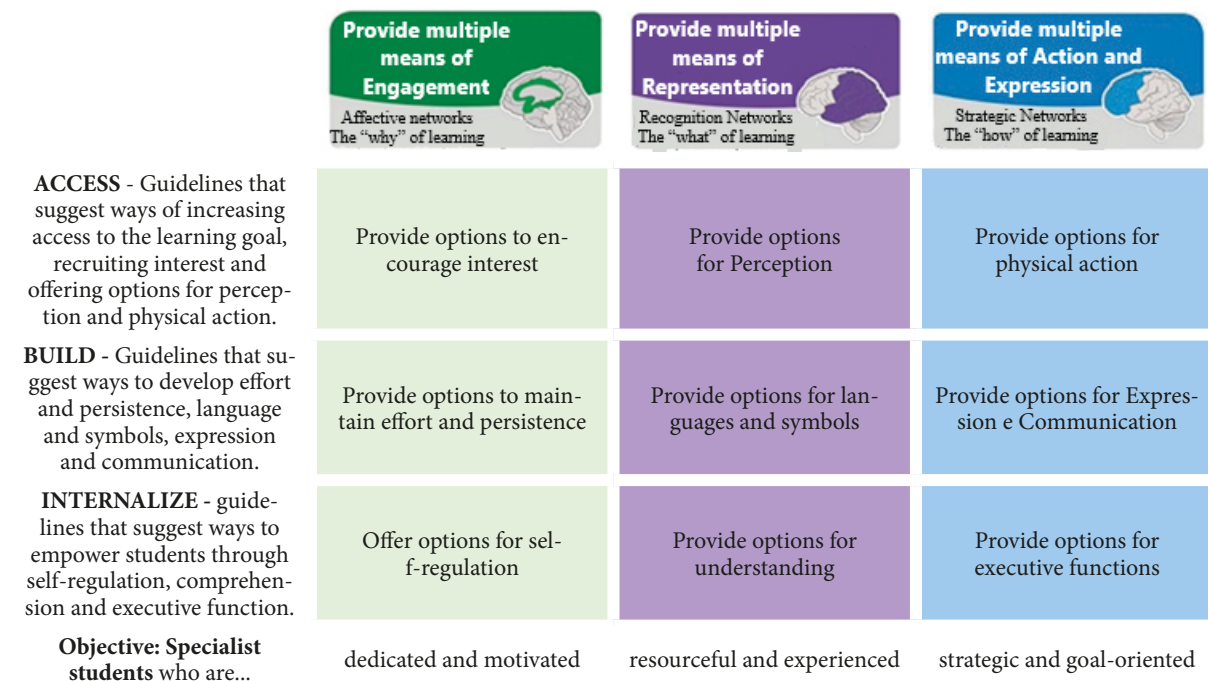 Provide multiple
means of
Engagement
Affective networks
The “why” of learning
Provide multiple
means of
Representation
Recognition Networks
The “what” of learning
Provide multiple
means of Action and
Expression
Strategic Networks
The “how” of learning
ACCESS - Guidelines that
suggest ways of increasing
access to the learning goal,
recruiting interest and
offering options for percep-
tion and physical action.
Provide options to en-
courage interest
Provide options
for Perception
Provide options for
physical action
BUILD - Guidelines that su-
ggest ways to develop effort
and persistence, language
and symbols, expression
and communication.
Provide options to main-
tain effort and persistence
Provide options for lan-
guages and symbols
Provide options for Expres-
sion e Communication
INTERNALIZE - guide-
lines that suggest ways to
empower students through
self-regulation, comprehen-
sion and executive function.
Offer options for sel-
f-regulation
Provide options for
understanding
Provide options for
executive functions
Objective: Specialist
students who are...
dedicated and motivated
resourceful and experienced
strategic and goal-oriented